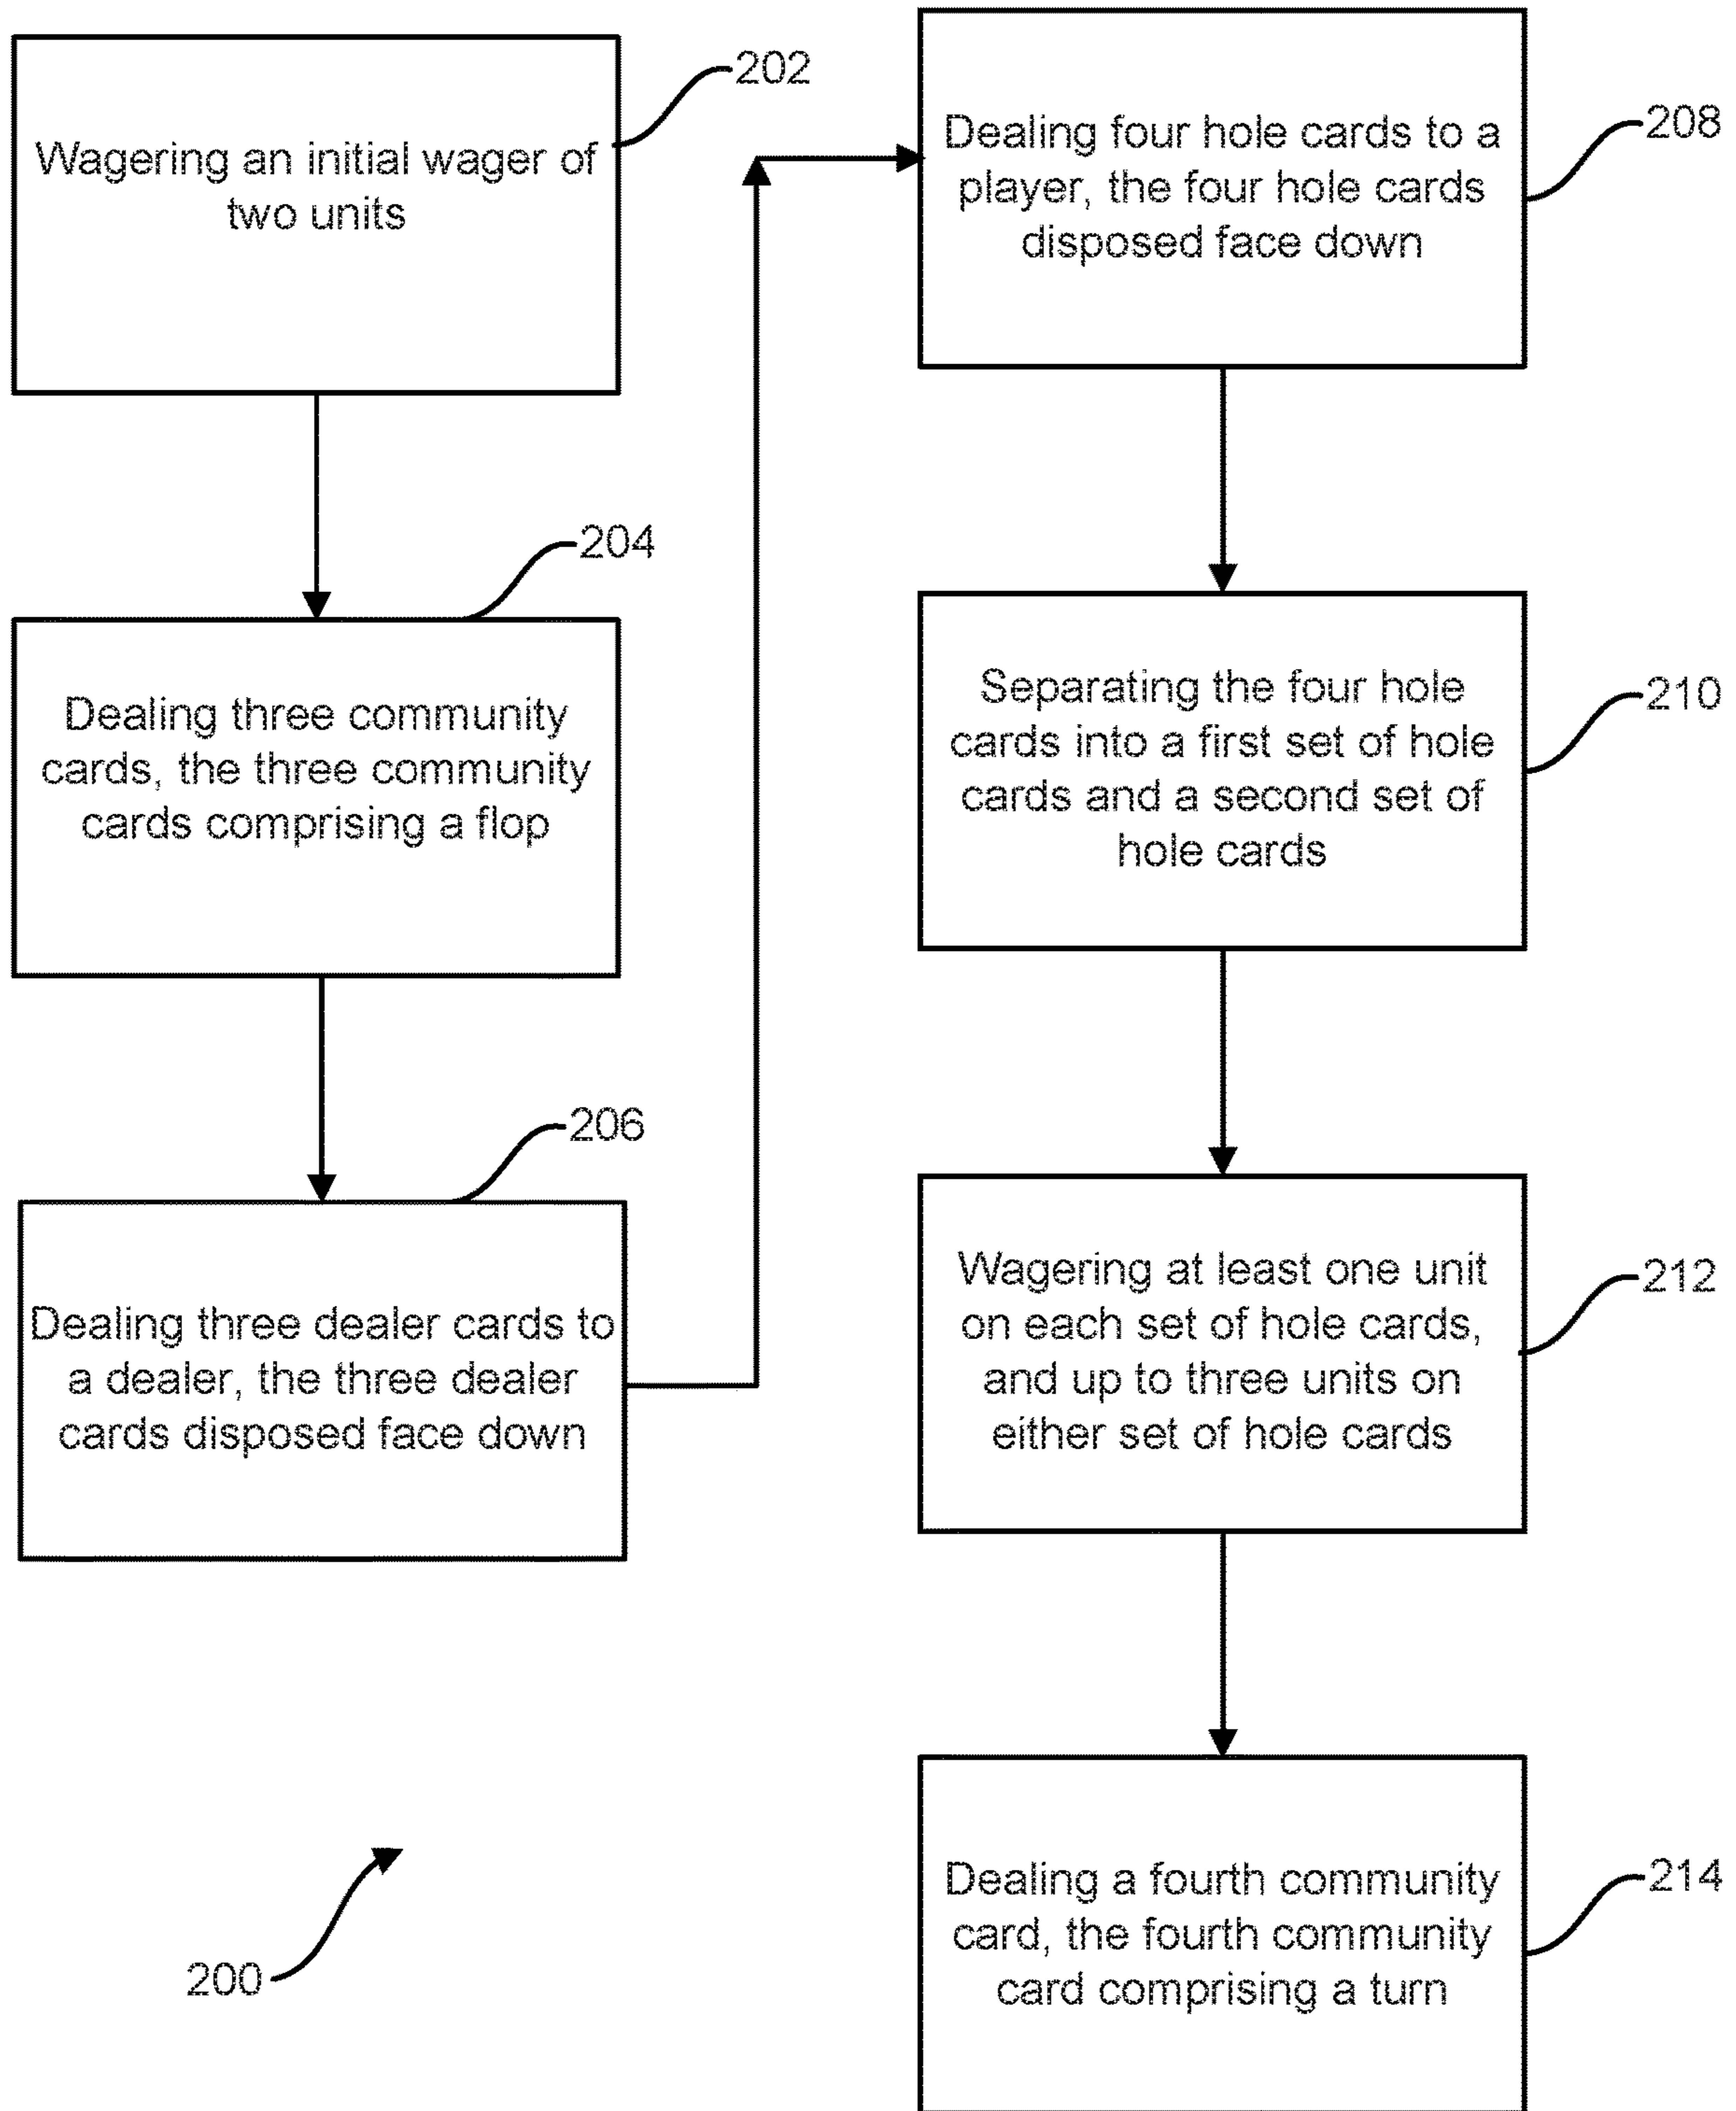 202
Wagering an initial wager of
two units
204
Dealing three community
cards, the three community
cards comprising a flop
206
Dealing three dealer cards to
a dealer, the three dealer
cards disposed face down
208
Dealing four hole cards to a
player, the four hole cards
disposed face down
210
Separating the four hole
cards into a first set of hole
cards and a second set of
hole cards
212
Wagering at least one unit
on each set of hole cards,
and up to three units on
either set of hole cards
214
Dealing a fourth community
card, the fourth community
card comprising a turn
200